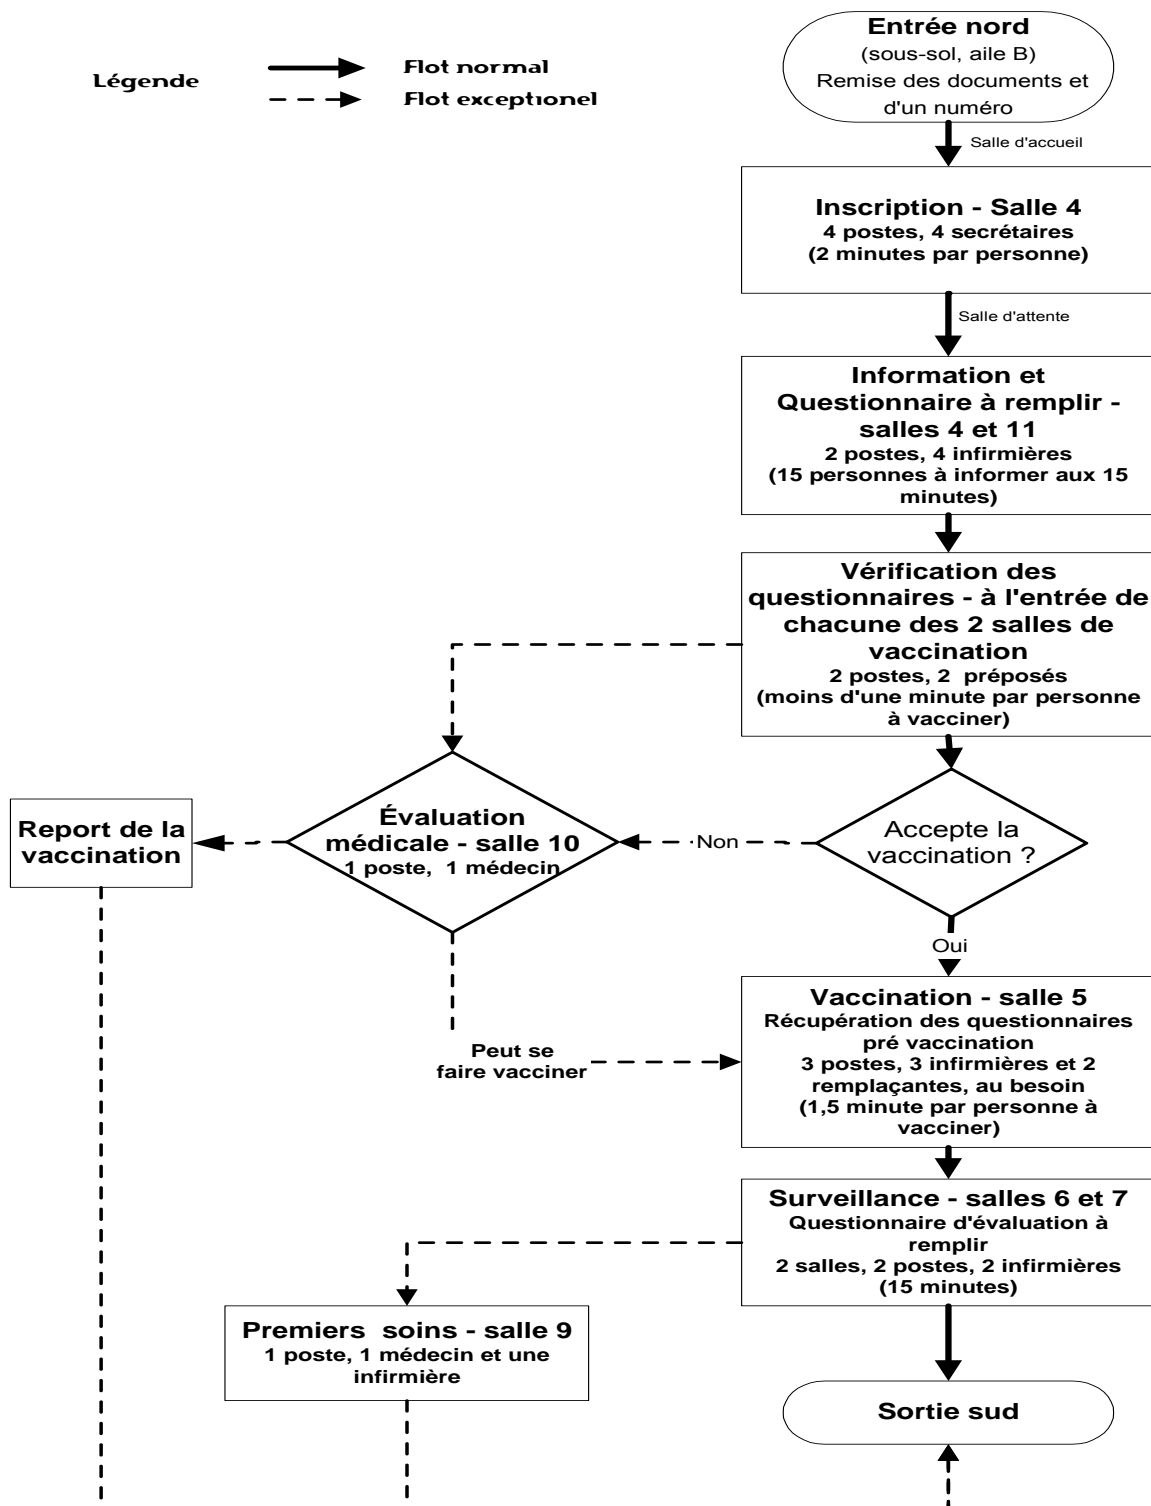 Légende
Flot normal
Flot exceptionel
Entrée nord
(sous-sol, aile B)
Remise des documents et
d'un numéro
Salle d'accueil
Inscription - Salle 4
4 postes, 4 secrétaires
(2 minutes par personne)
Salle d'attente
Information et
Questionnaire à remplir -
salles 4 et 11
2 postes, 4 infirmières
(15 personnes à informer aux 15
minutes)
Vérification des
questionnaires - à l'entrée de
chacune des 2 salles de
vaccination
2 postes, 2 préposés
(moins d'une minute par personne
à vacciner)
Accepte la
vaccination ?
Non
Évaluation
médicale - salle 10
1 poste, 1 médecin
Report de la
vaccination
Oui
Peut se
faire vacciner
Vaccination - salle 5
Récupération des questionnaires
pré vaccination
3 postes, 3 infirmières et 2
remplaçantes, au besoin
(1,5 minute par personne à
vacciner)
Surveillance - salles 6 et 7
Questionnaire d'évaluation à
remplir
2 salles, 2 postes, 2 infirmières
(15 minutes)
Premiers soins - salle 9
1 poste, 1 médecin et une
infirmière
Sortie sud